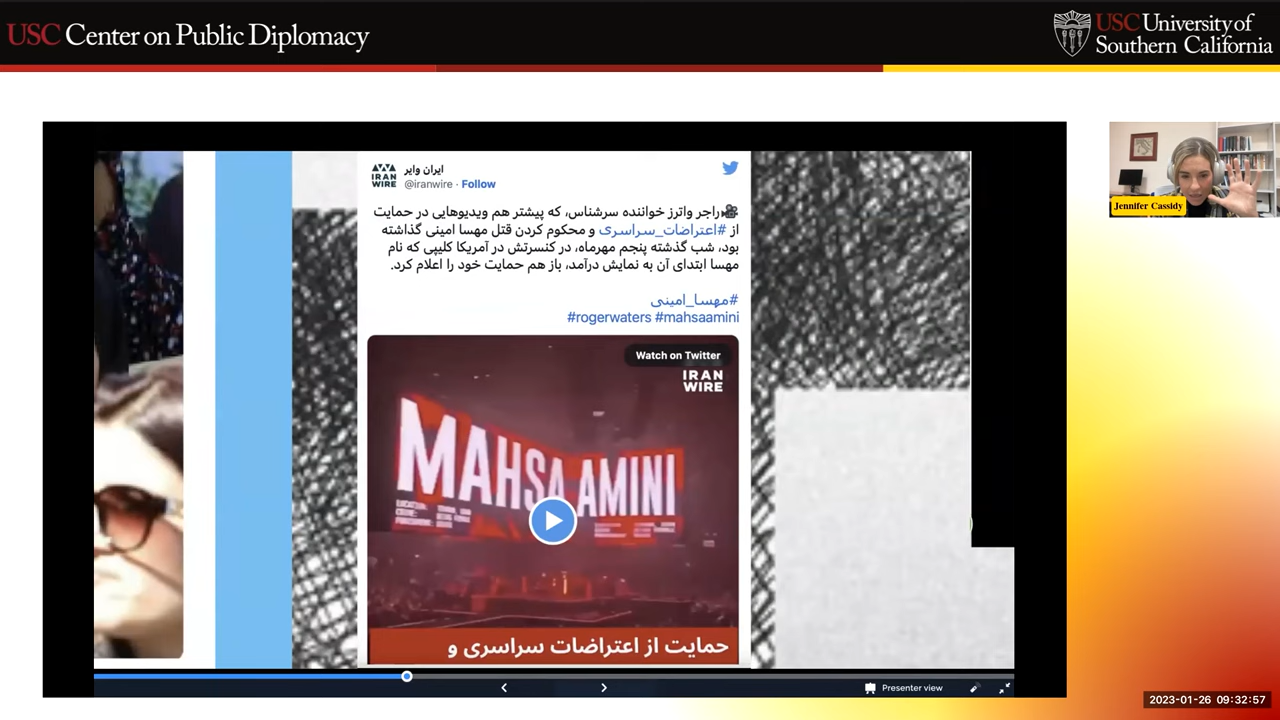 USC Center on Public Diplomacy
USC University of
Southern California
ایران وایر
IRAN
WIRE
@iranwire · Follow
🎥راجر واترز خواننده سرشناس، که پیشتر هم ویدیوهایی در حمایت
از #اعتراضات_سراسری و محکوم کردن قتل مهسا امینی گذاشته
بود، شب گذشته پنجم مهرماه، در کنسرتش در آمریکا کلیپی که نام
مهسا ابتدای آن به نمایش درآمد، باز هم حمایت خود را اعلام کرد.
#مهسا_امینی
#rogerwaters #mahsaamini
Watch on Twitter
IRAN
WIRE
MAHSA AMINI
حمایت از اعتراضات سراسری و
Presenter view
Jennifer Cassidy
2023-01-26 09:32:57